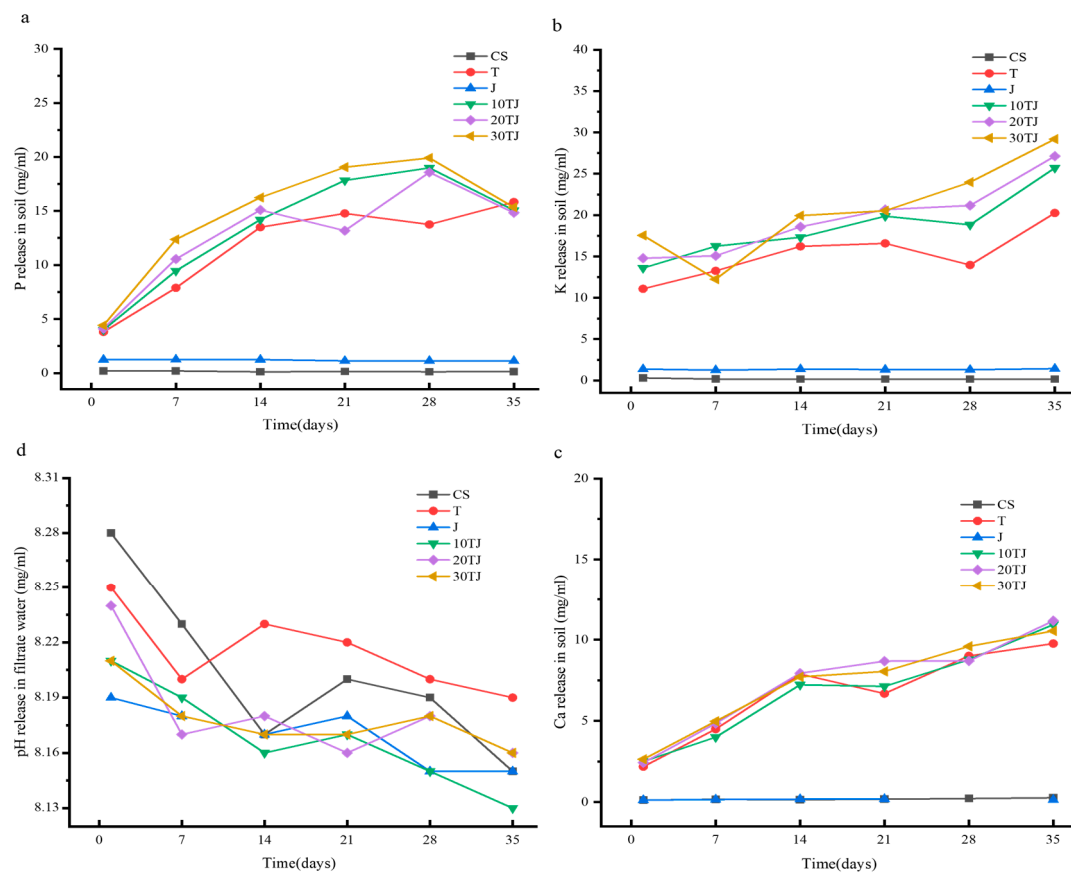 a
30
25
20
15
10
5
0
P release in soil (mg/ml)
CS
T
J
10TJ
20TJ
30TJ
0 7 14 21 28 35
Time(days)
b
40
35
30
25
20
15
10
5
0
K release in soil (mg/ml)
CS
T
J
10TJ
20TJ
30TJ
0 7 14 21 28 35
Time(days)
d
8.31
8.28
8.25
8.22
8.19
8.16
8.13
pH release in filtrate water (mg/ml)
CS
T
J
10TJ
20TJ
30TJ
0 7 14 21 28 35
Time(days)
c
20
15
10
5
0
Ca release in soil (mg/ml)
CS
T
J
10TJ
20TJ
30TJ
0 7 14 21 28 35
Time(days)